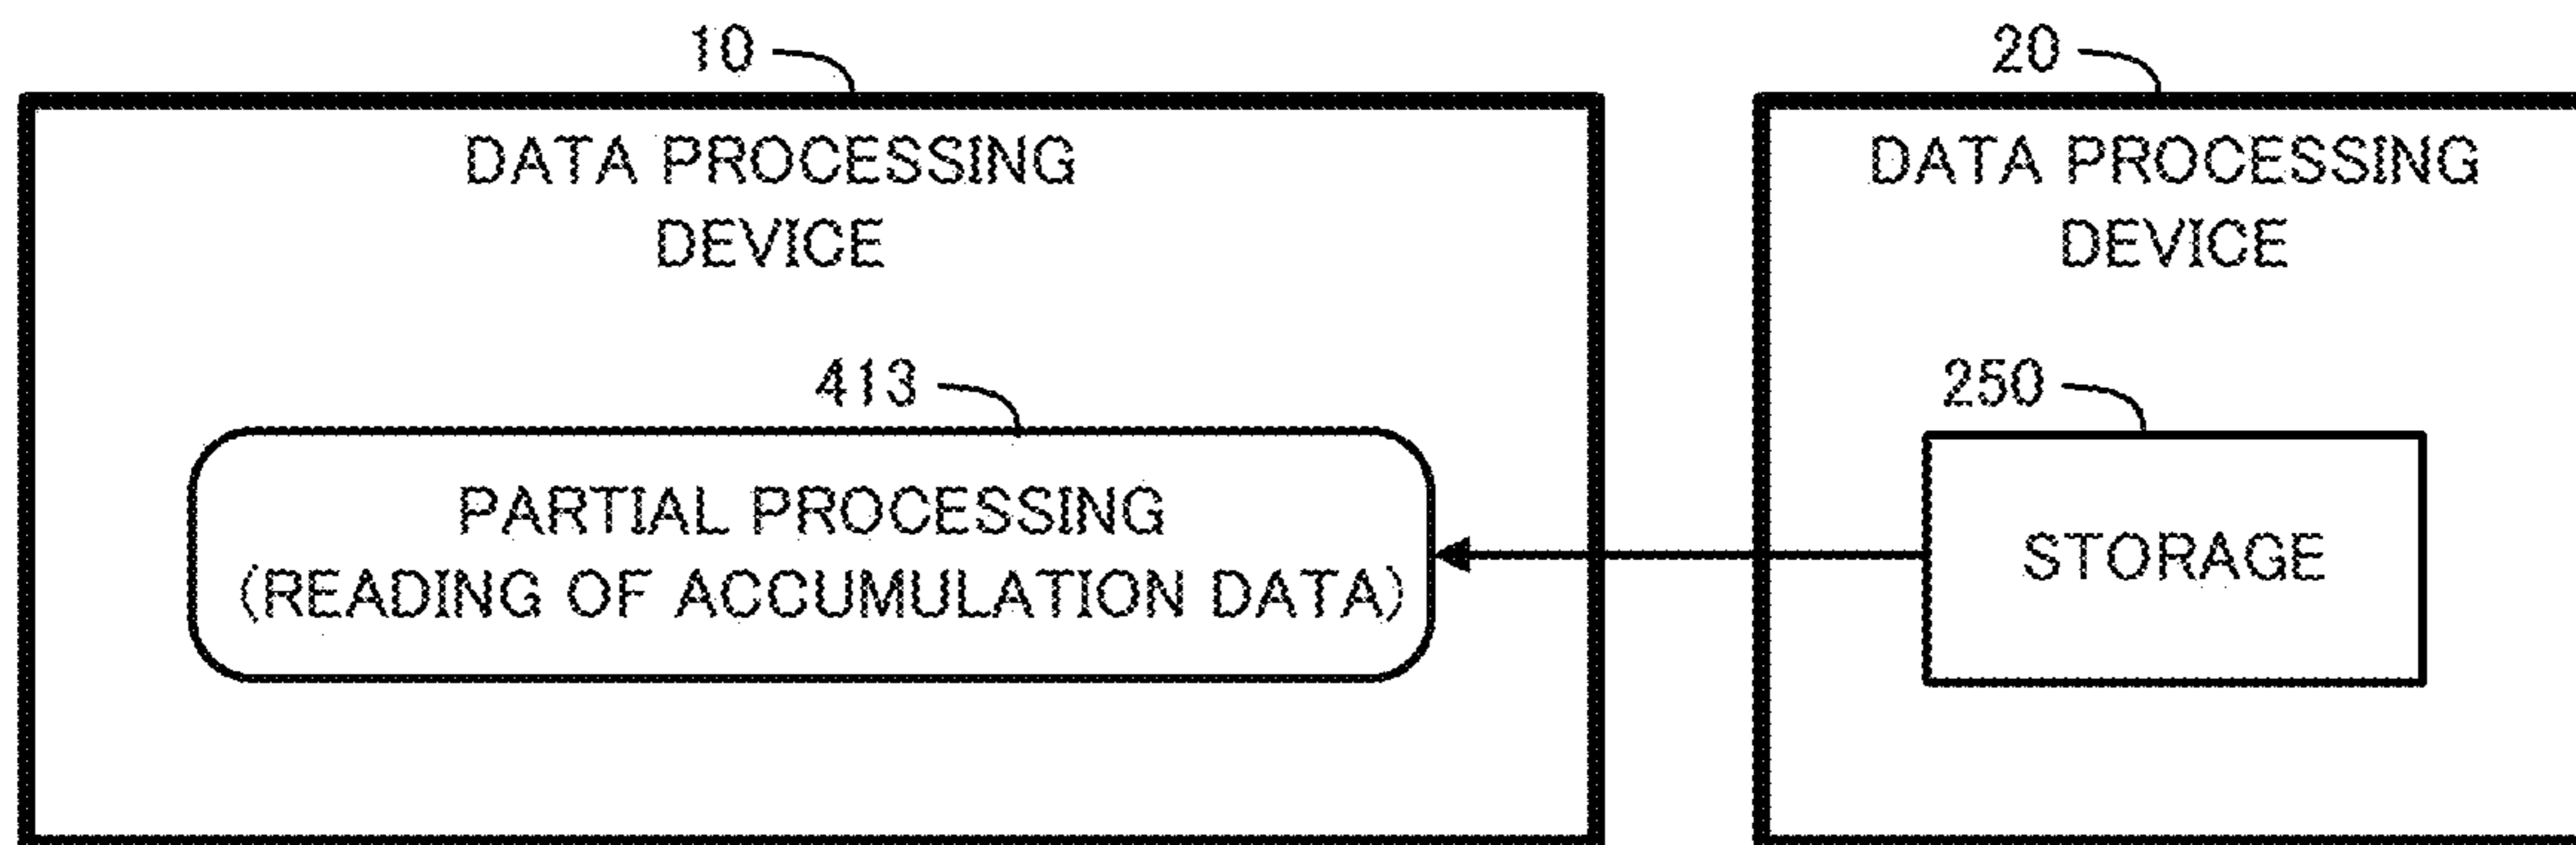 10
20
DATA PROCESSING
DEVICE
DATA PROCESSING
DEVICE
413
250
PARTIAL PROCESSING
(READING OF ACCUMULATION DATA)
STORAGE